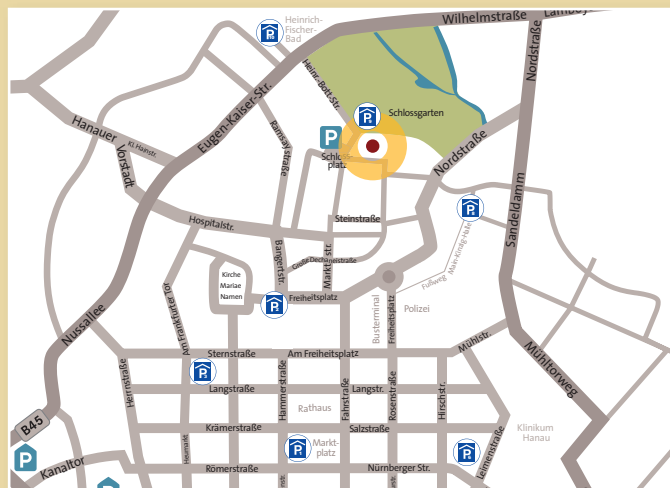 Wilhelmstraße
Lamboy
Heinrich-
Fischer-
Bad
Nordstraße
Heinr.-Bott-Str.
Eugen-Kaiser-Str.
Schlossgarten
Hanauer
Vorstadt
Kl. Hainstr.
Ramsaystraße
P
Schloss
platz
Nordstraße
Sandeldamm
Hospitalstr.
Steinstraße
Bangertstr.
Große Dechaneistraße
Markt
str.
Kirche
Mariae
Namen
Freiheitsplatz
Fußweg
Main-Kinzig-Halle
Busterminal
Freiheitsplatz
Polizei
Nussallee
Am Frankfurter Tor
Sternstraße
Am Freiheitsplatz
Mühlstr.
Mühltorweg
Herrnstraße
Langstraße
Langstr.
Hammerstraße
Fahrstraße
Rosenstraße
Hirschstr.
Rathaus
B45
Krämerstraße
Salzstraße
Klinikum
Hanau
Heumarkt
Markt-
platz
Leimenstraße
P
Kanaltor
Römerstraße
Nürnberger Str.